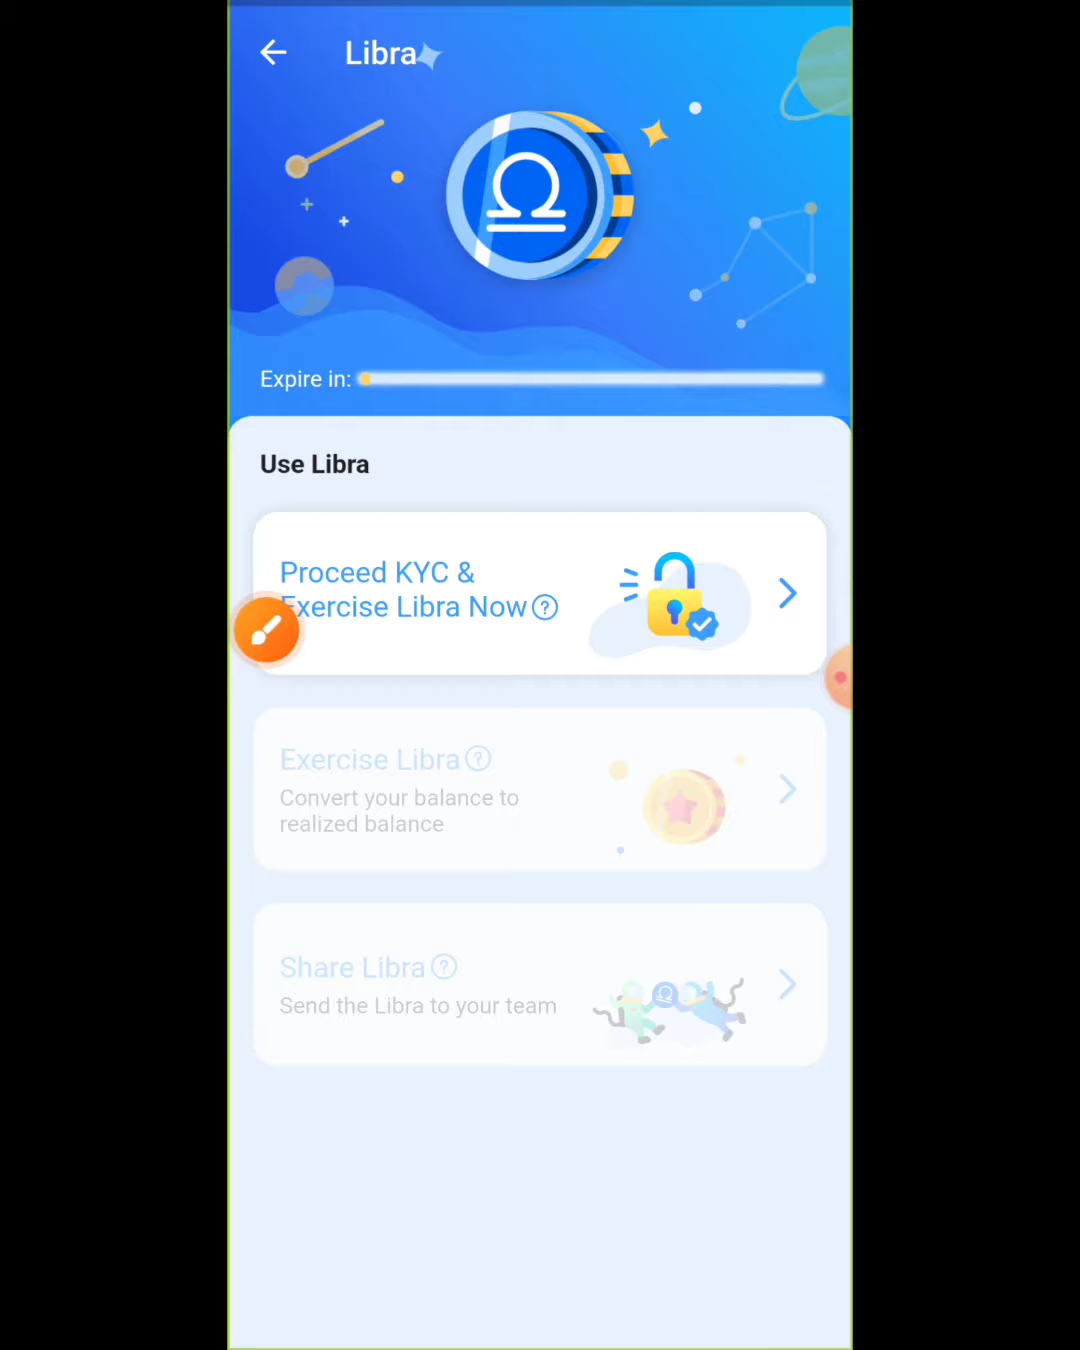 Libra
Expire in:
Use Libra
Proceed KYC &
Exercise Libra Now
Exercise Libra
Convert your balance to
realized balance
Share Libra
Send the Libra to your team